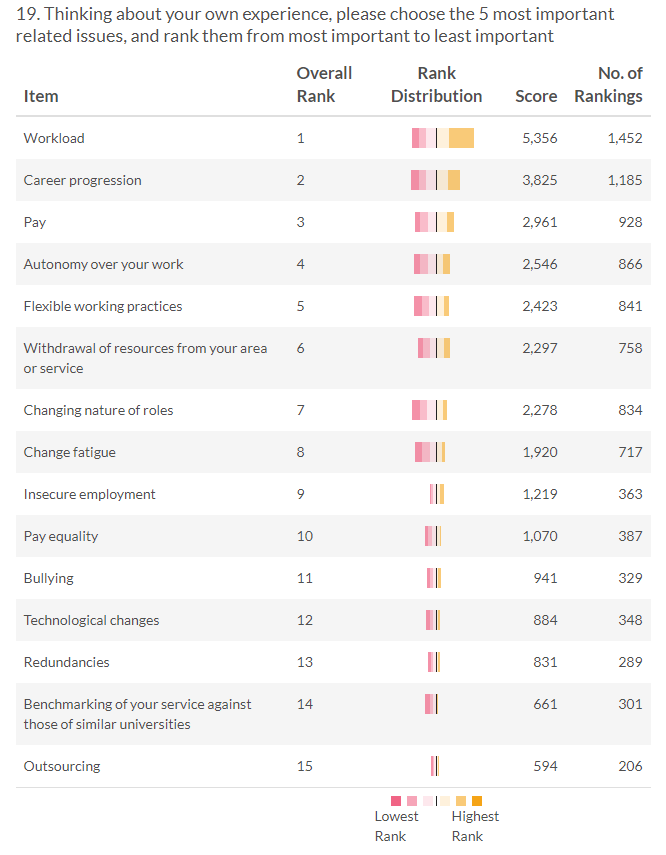 19. Thinking about your own experience, please choose the 5 most important
related issues, and rank them from most important to least important
Item Overall Rank Rank Distribution Score No. of Rankings
Workload 1 5,356 1,452
Career progression 2 3,825 1,185
Pay 3 2,961 928
Autonomy over your work 4 2,546 866
Flexible working practices 5 2,423 841
Withdrawal of resources from your area 6 2,297 758
or service
Changing nature of roles 7 2,278 834
Change fatigue 8 1,920 717
Insecure employment 9 1,219 363
Pay equality 10 1,070 387
Bullying 11 941 329
Technological changes 12 884 348
Redundancies 13 831 289
Benchmarking of your service against 14 661 301
those of similar universities
Outsourcing 15 594 206
Lowest Highest
Rank Rank